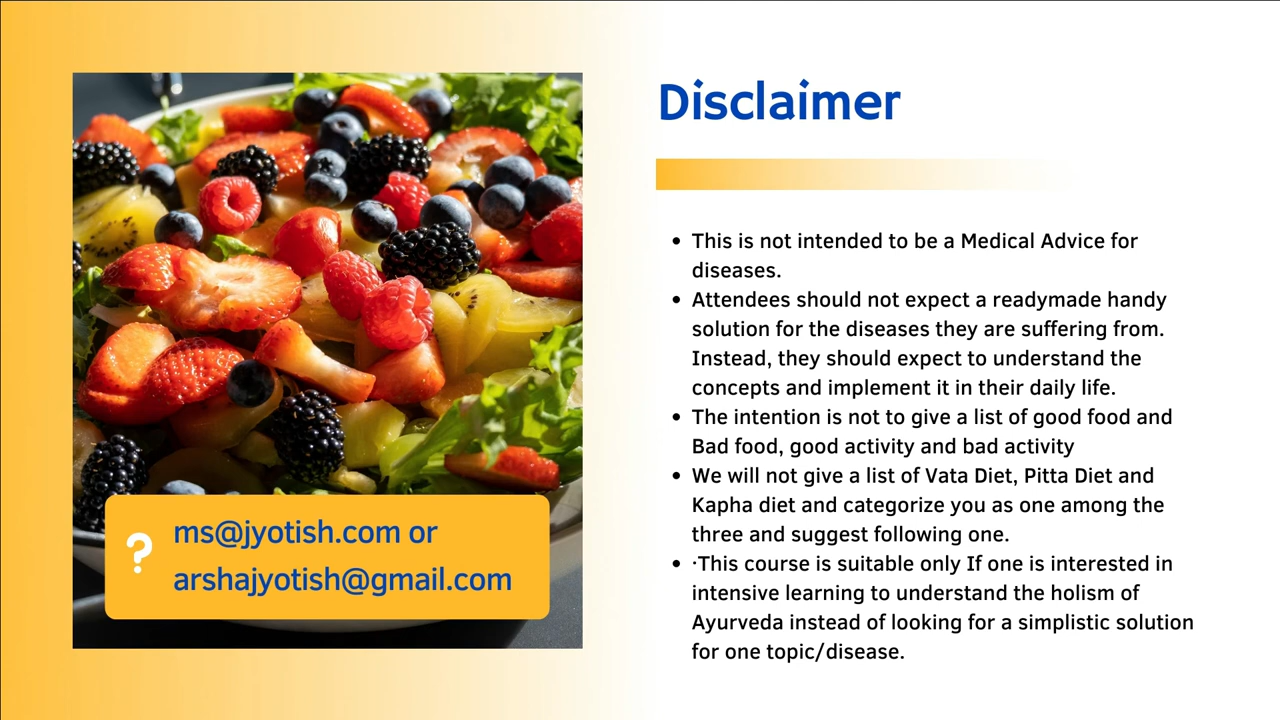 Disclaimer
• This is not intended to be a Medical Advice for
diseases.
• Attendees should not expect a readymade handy
solution for the diseases they are suffering from.
Instead, they should expect to understand the
concepts and implement it in their daily life.
• The intention is not to give a list of good food and
Bad food, good activity and bad activity
• We will not give a list of Vata Diet, Pitta Diet and
Kapha diet and categorize you as one among the
three and suggest following one.
• ·This course is suitable only If one is interested in
intensive learning to understand the holism of
Ayurveda instead of looking for a simplistic solution
for one topic/disease.
?
ms@jyotish.com or
arshajyotish@gmail.com